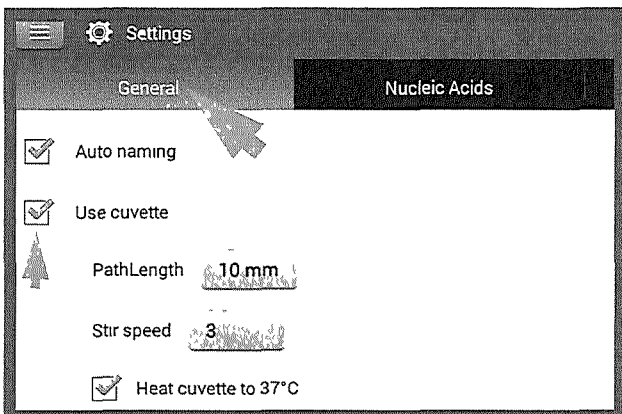 Settings
General Nucleic Acids
Auto naming
Use cuvette
PathLength 10 mm
Stir speed 3
Heat cuvette to 37°C